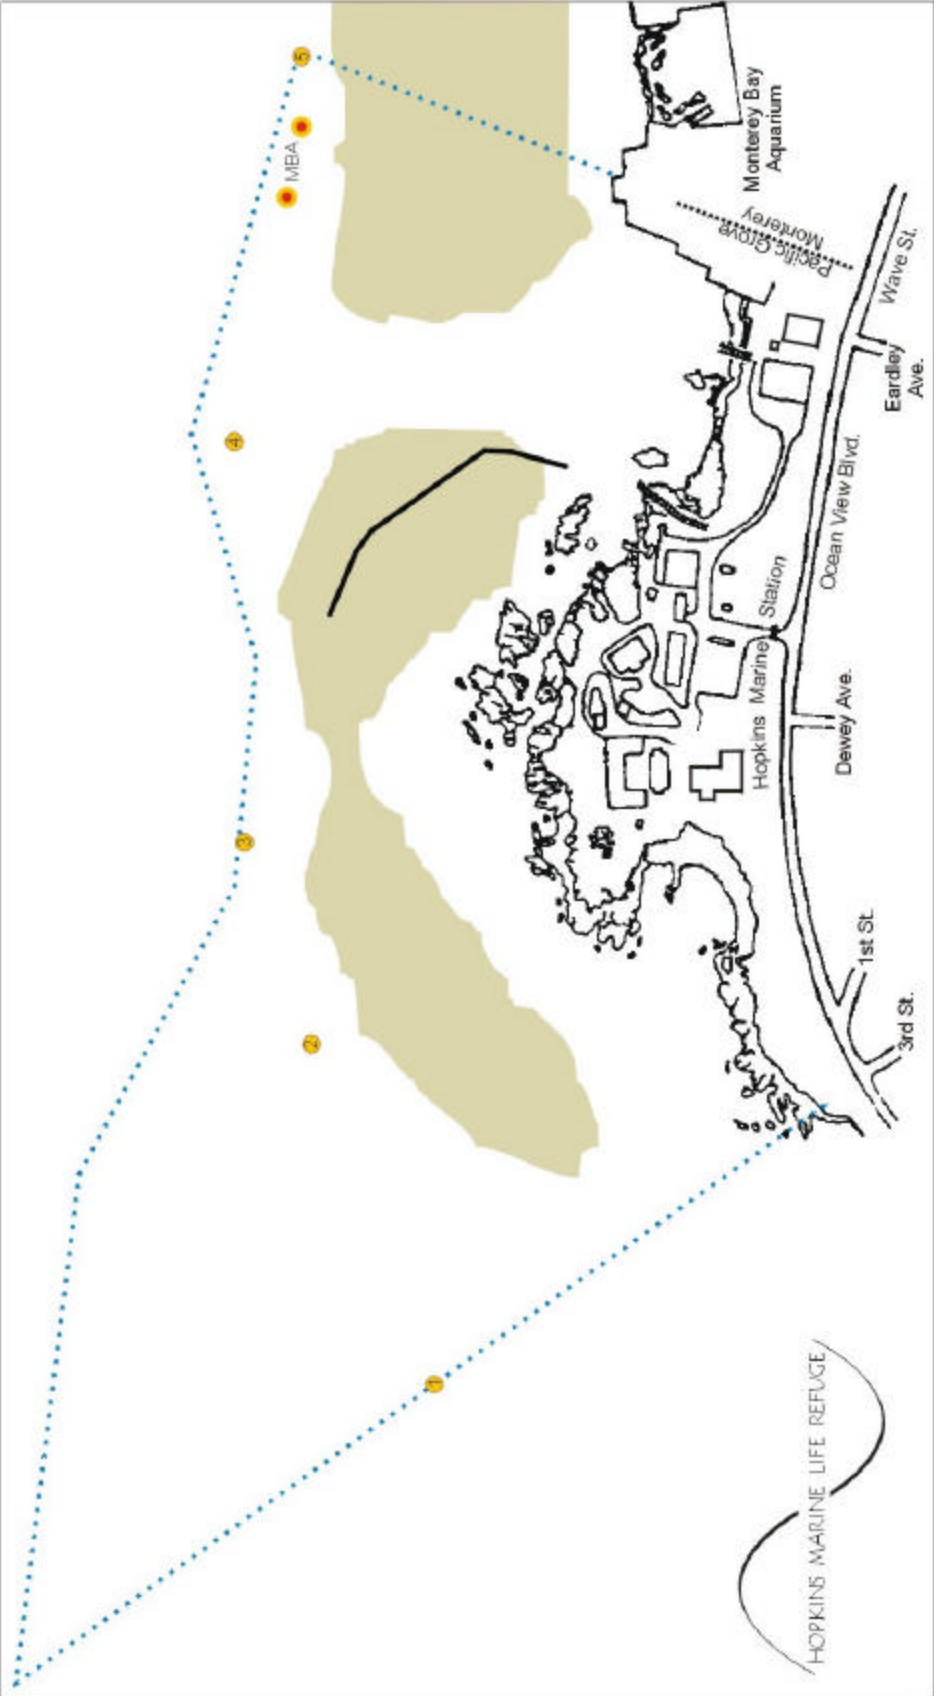 1
2
3
4
5
MBA
Monterey Bay
Aquarium
Pacific Grove
Monterey
Wave St.
Eardley
Ave.
Ocean View Blvd.
Hopkins Marine Station
Dewey Ave.
1st St.
3rd St.
HOPKINS MARINE LIFE REFUGE